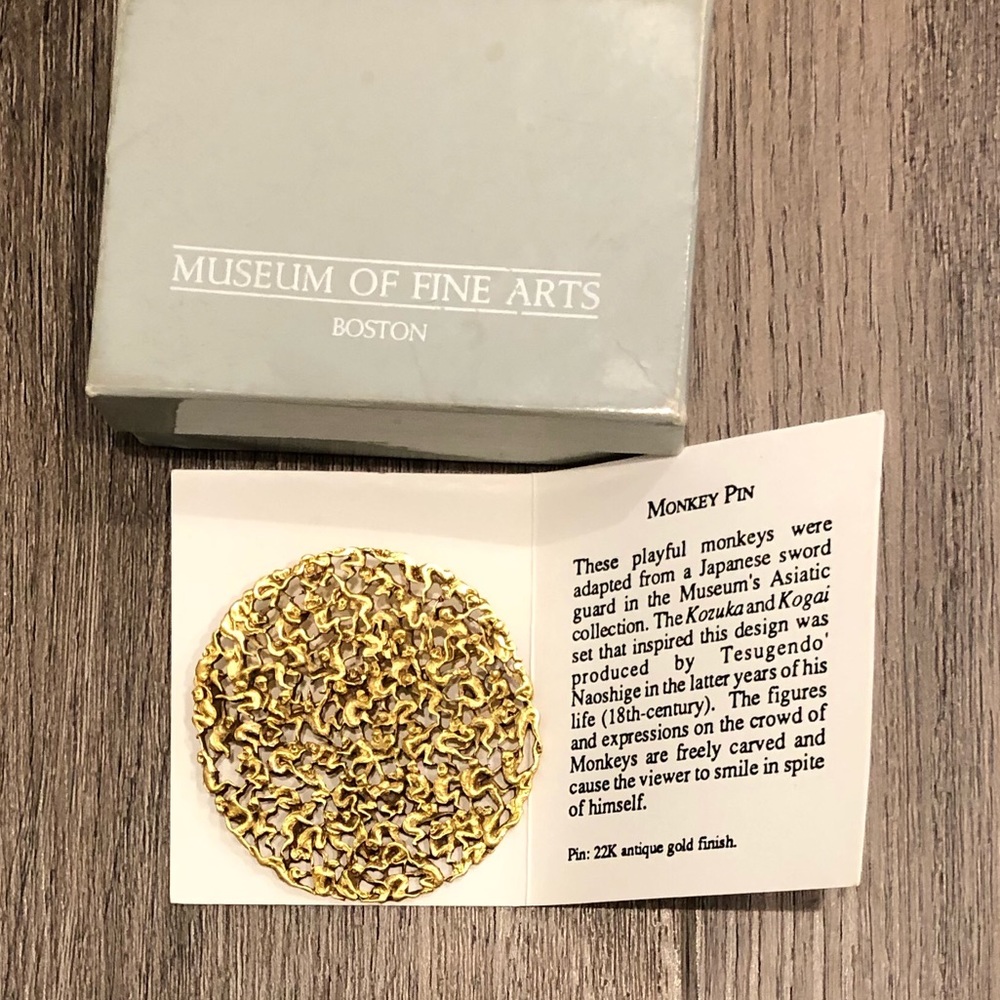 MUSEUM OF FINE ARTS
BOSTON
MONKEY PIN
These playful monkeys were
adapted from a Japanese sword
guard in the Museum's Asiatic
collection. The Kozuka and Kogai
set that inspired this design was
produced by Tesugendo'
Naoshige in the latter years of his
life (18th-century). The figures
and expressions on the crowd of
Monkeys are freely carved and
cause the viewer to smile in spite
of himself.
Pin: 22K antique gold finish.